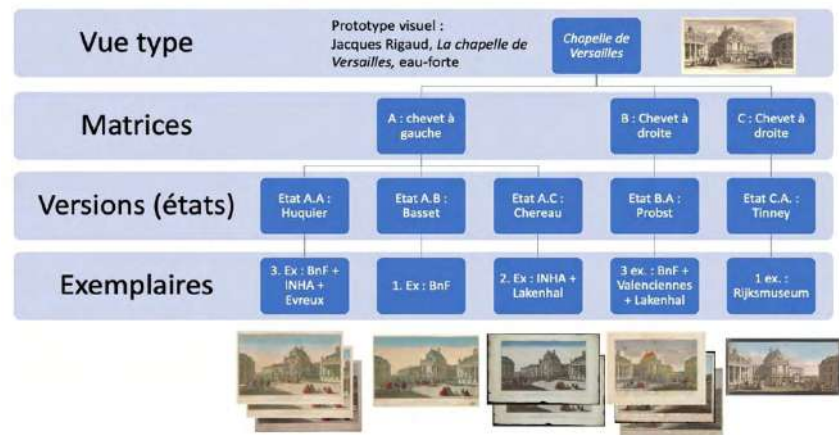 Vue type
Prototype visuel :
Jacques Rigaud, La chapelle de
Versailles, eau-forte
Chapelle de
Versailles
Matrices
A : chevet à
gauche
B : Chevet à
droite
C : Chevet à
droite
Versions (états)
Etat A.A :
Huquier
Etat A.B :
Basset
Etat A.C :
Chereau
Etat B.A :
Probst
Etat C.A. :
Tinney
Exemplaires
3. Ex : BnF +
INHA +
Evreux
1. Ex : BnF
2. Ex : INHA +
Lakenhal
3 ex. : BnF +
Valenciennes
+ Lakenhal
1 ex. :
Rijksmuseum